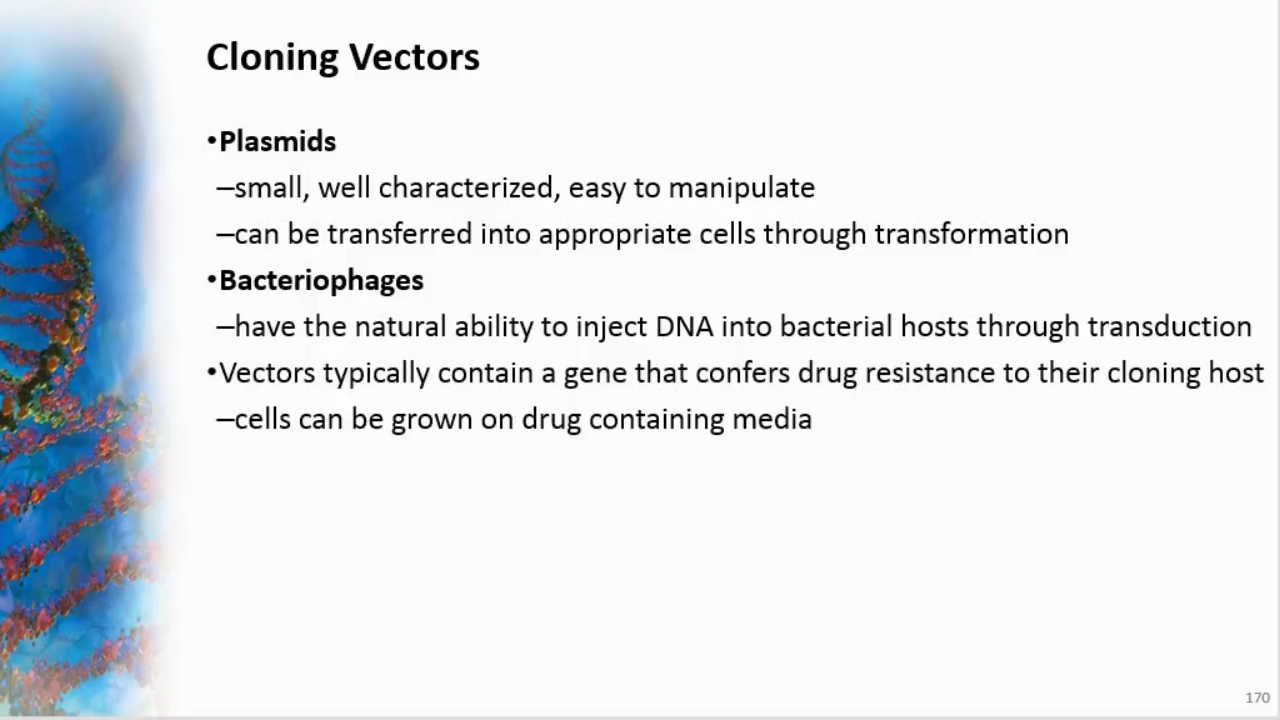 Cloning Vectors
•Plasmids
–small, well characterized, easy to manipulate
–can be transferred into appropriate cells through transformation
•Bacteriophages
–have the natural ability to inject DNA into bacterial hosts through transduction
•Vectors typically contain a gene that confers drug resistance to their cloning host
–cells can be grown on drug containing media
170